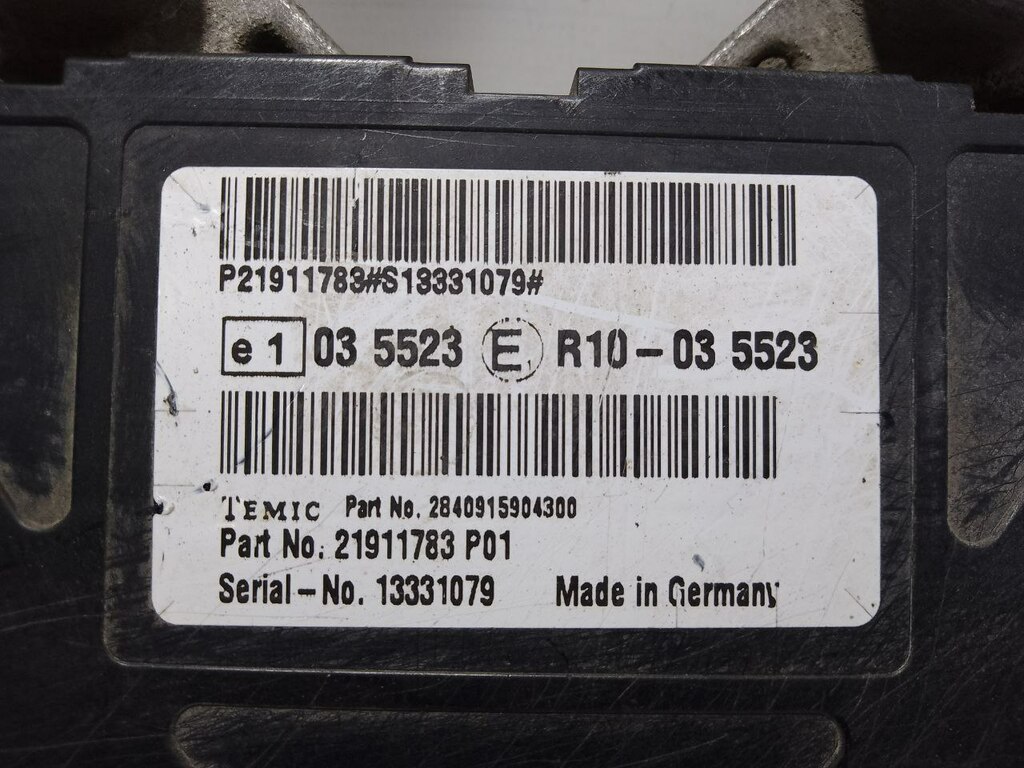 P21911783#S13331079#
e 1 03 5523 E R10-03 5523
TEMIC Part No. 2840915904300
Part No. 21911783 P01
Serial-No. 13331079 Made in Germany